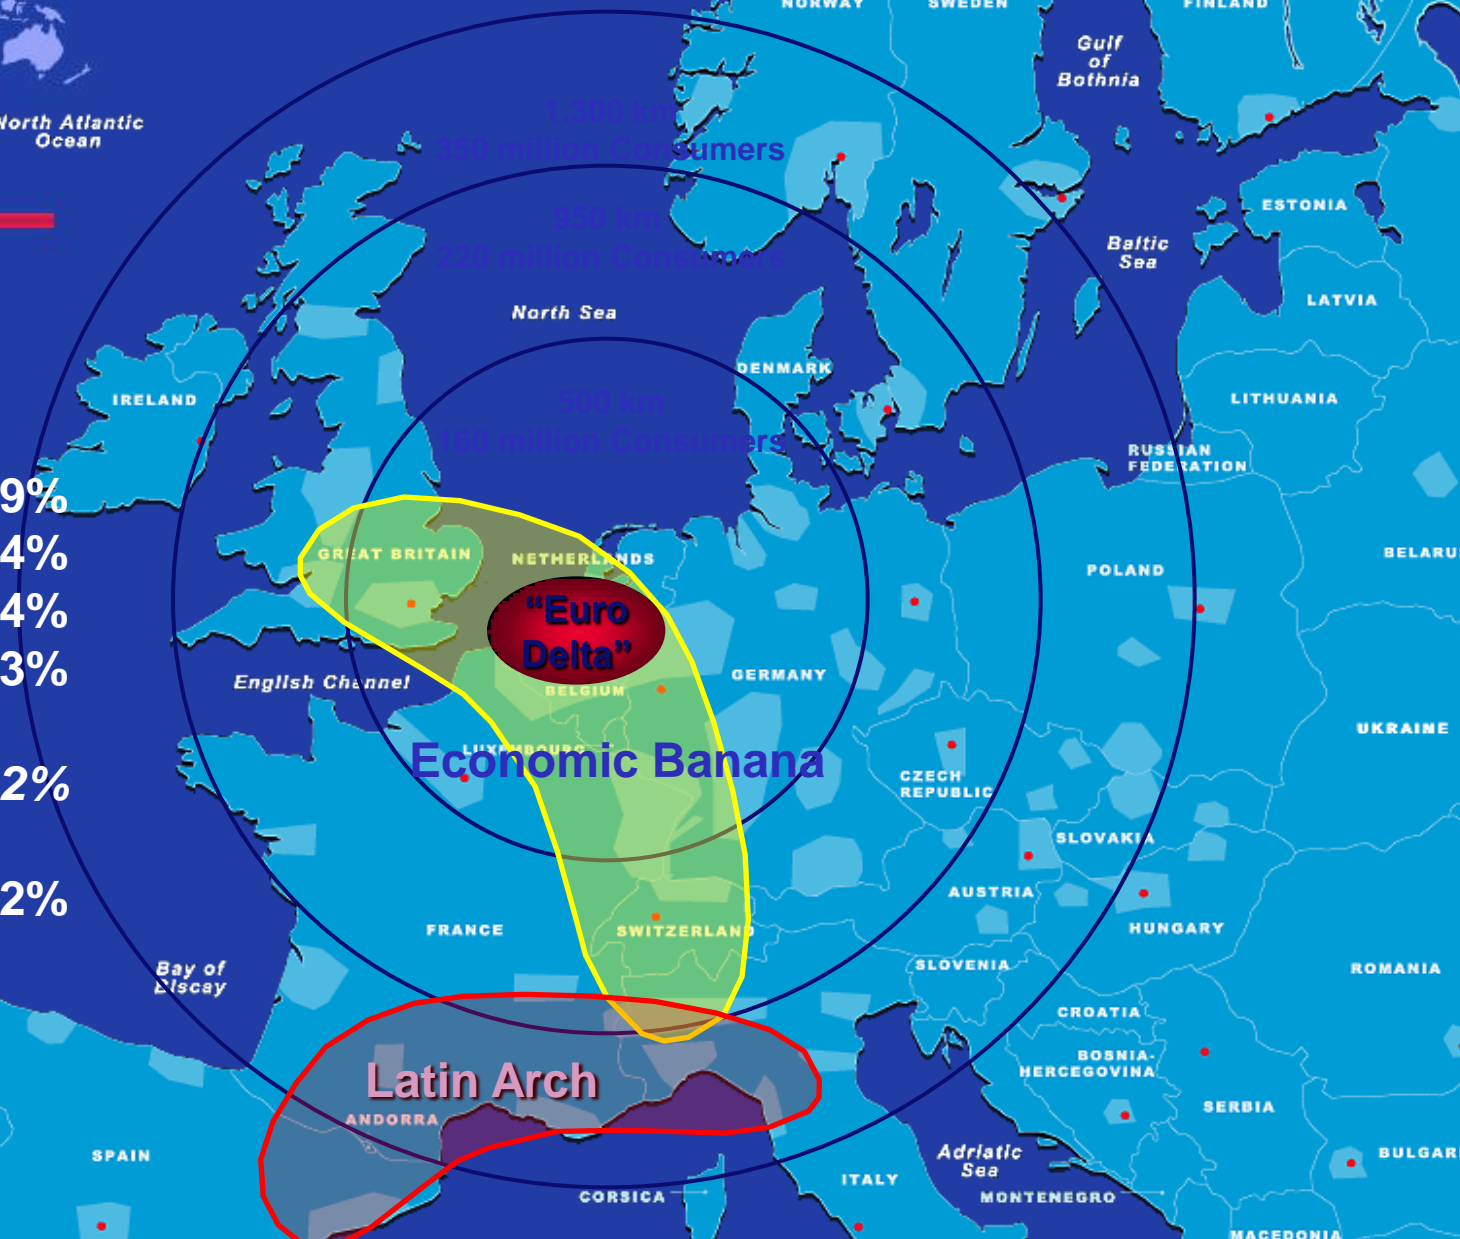 NORWAY
SWEDEN
FINLAND
Gulf
of
Bothnia
North Atlantic
Ocean
1.300 km
350 million Consumers
950 km
220 million Consumers
ESTONIA
Baltic
Sea
LATVIA
North Sea
DENMARK
IRELAND
LITHUANIA
500 km
160 million Consumers
RUSSIAN
FEDERATION
9%
4%
4%
3%
2%
2%
GREAT BRITAIN
NETHERLANDS
BELARU
POLAND
“Euro
Delta”
English Channel
BELGIUM
GERMANY
UKRAINE
LUXEMBOURG
Economic Banana
CZECH
REPUBLIC
SLOVAKIA
AUSTRIA
FRANCE
SWITZERLAND
HUNGARY
Bay of
Biscay
SLOVENIA
ROMANIA
CROATIA
Latin Arch
BOSNIA-
HERCEGOVINA
ANDORRA
SERBIA
SPAIN
Adriatic
Sea
BULGAR
ITALY
CORSICA
MONTENEGRO
MACEDONIA